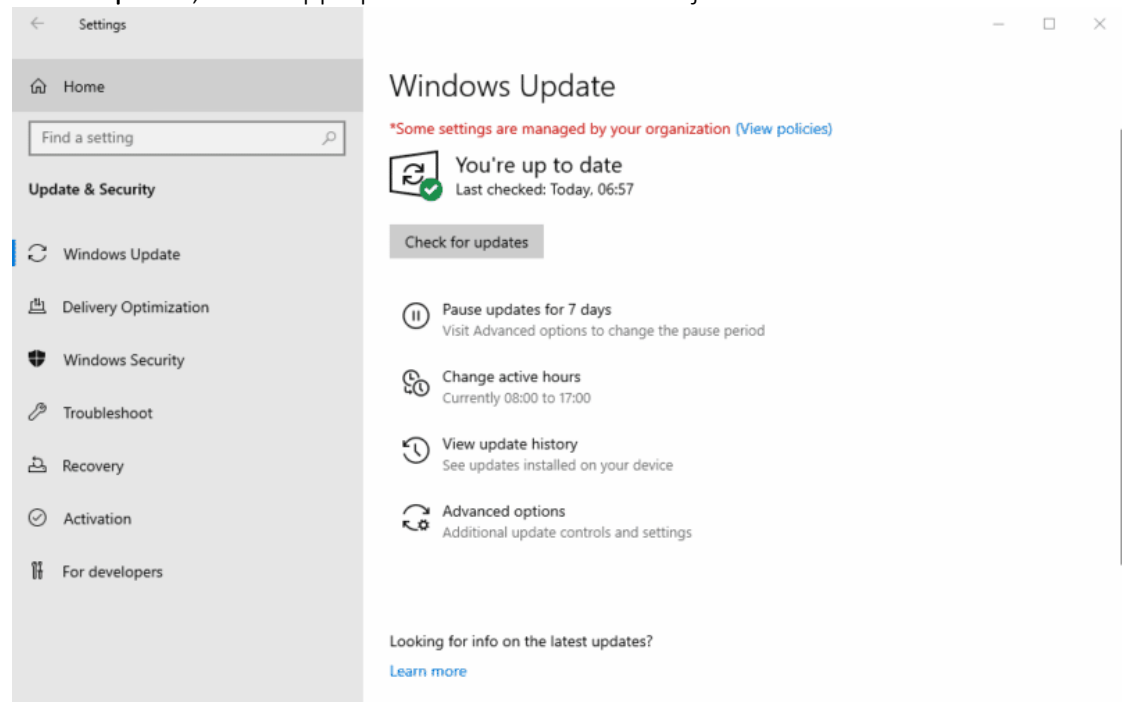 Settings
Home
Find a setting
Update & Security
Windows Update
Delivery Optimization
Windows Security
Troubleshoot
Recovery
Activation
For developers
Windows Update
*Some settings are managed by your organization (View policies)
You're up to date
Last checked: Today, 06:57
Check for updates
Pause updates for 7 days
Visit Advanced options to change the pause period
Change active hours
Currently 08:00 to 17:00
View update history
See updates installed on your device
Advanced options
Additional update controls and settings
Looking for info on the latest updates?
Learn more